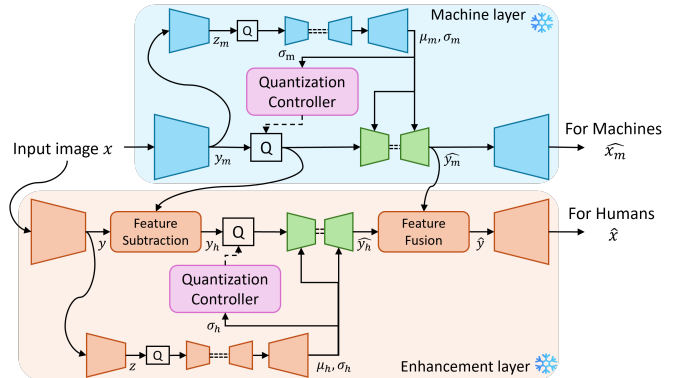 Machine layer
z_m
Q
σ_m
μ_m, σ_m
Quantization
Controller
Input image x
y_m
Q
ŷ_m
For Machines
x̂_m
y
Feature
Subtraction
y_h
Q
ŷ_h
Feature
Fusion
ŷ
For Humans
x̂
Quantization
Controller
σ_h
z
Q
μ_h, σ_h
Enhancement layer